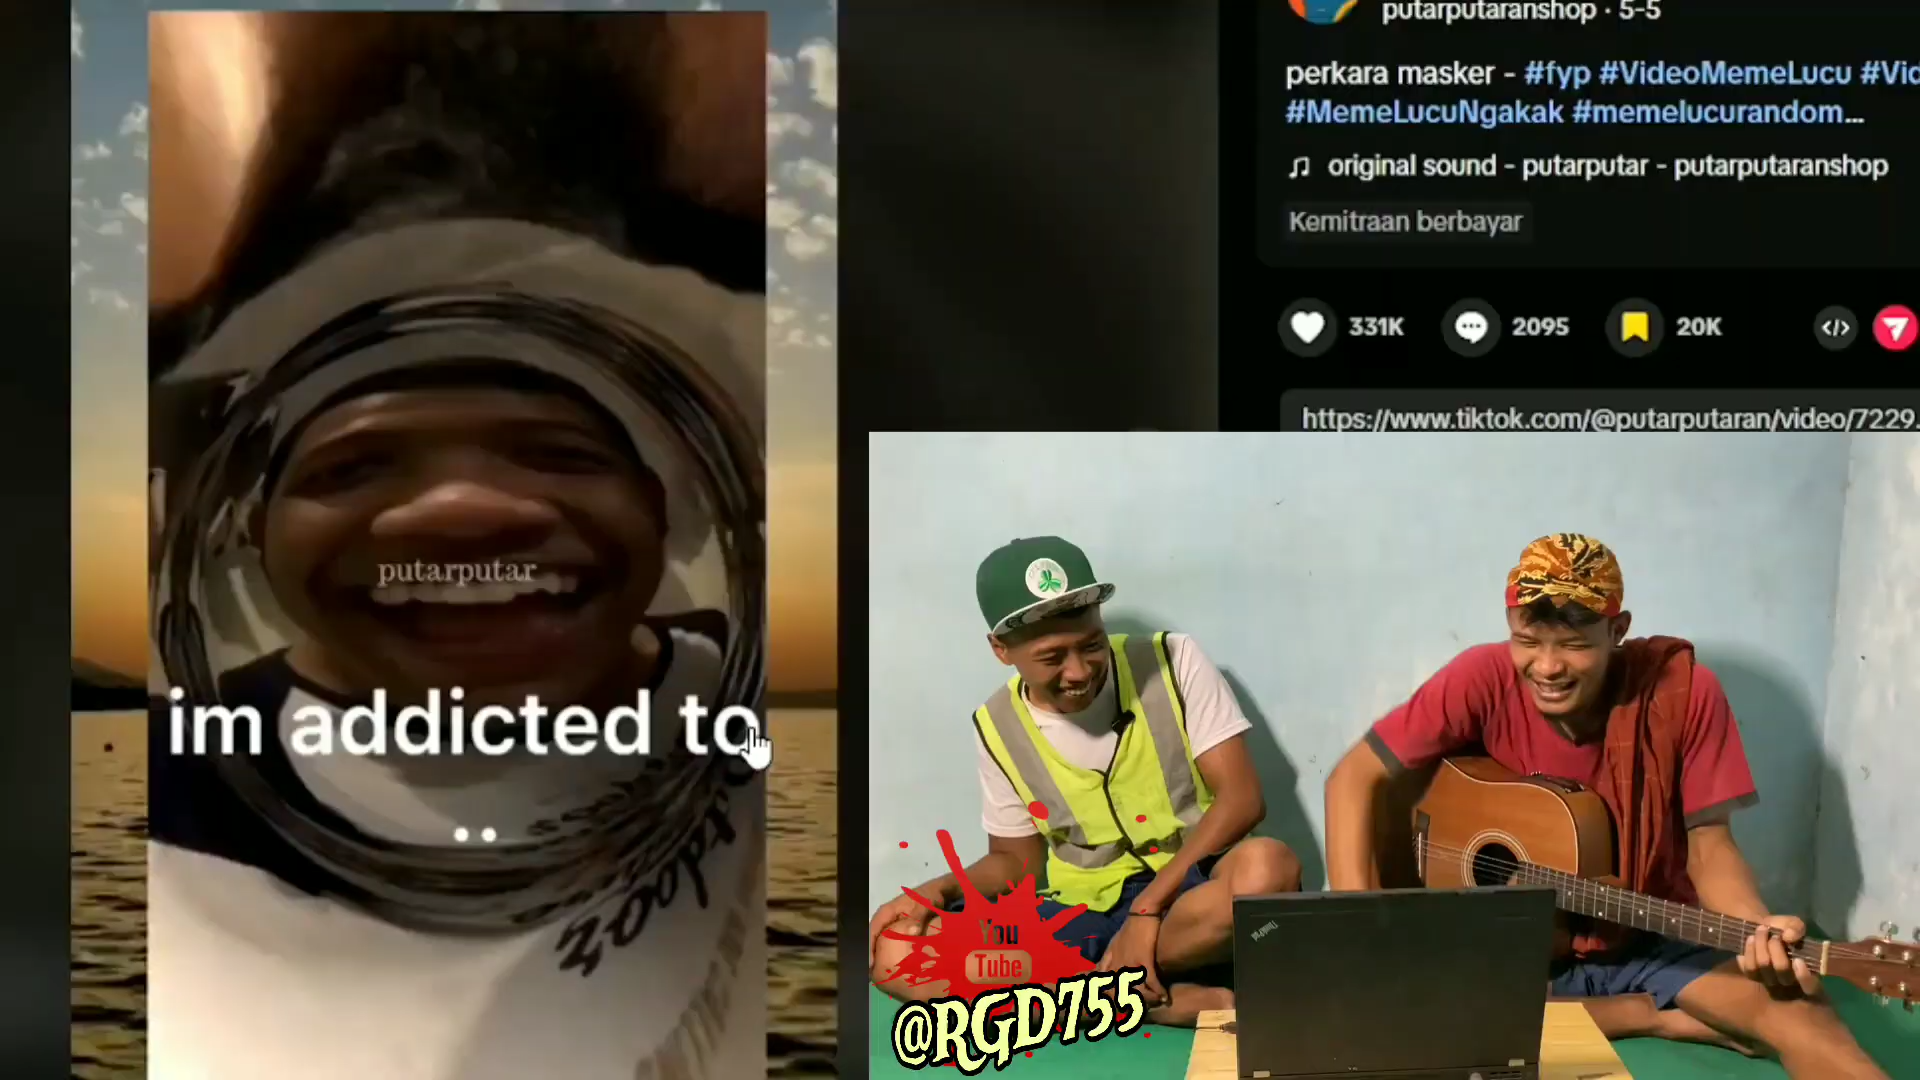 putarputaranshop · 5-5
perkara masker - #fyp #VideoMemeLucu #Vid
#MemeLucuNgakak #memelucurandom...
original sound - putarputar - putarputaranshop
Kemitraan berbayar
331K
2095
20K
https://www.tiktok.com/@putarputaran/video/7229.
putarputar
im addicted to
..
ThinkPad
You
Tube
@RGD755